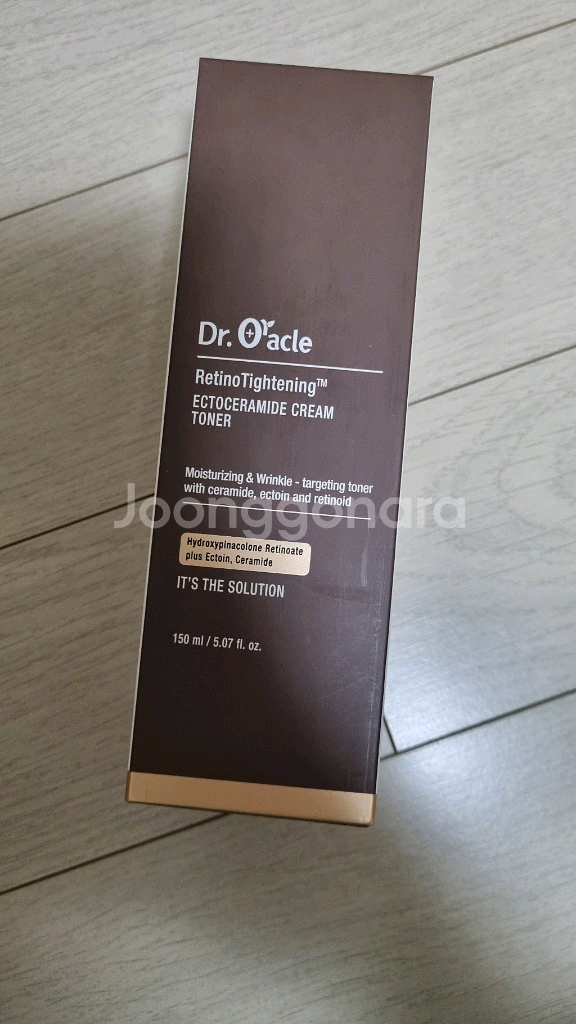 Dr. Oracle
RetinoTightening™
ECTOCERAMIDE CREAM
TONER
Moisturizing & Wrinkle - targeting toner
with ceramide, ectoin and retinoid
Joonggonara
Hydroxypinacolone Retinoate
plus Ectoin, Ceramide
IT'S THE SOLUTION
150 ml / 5.07 fl. oz.